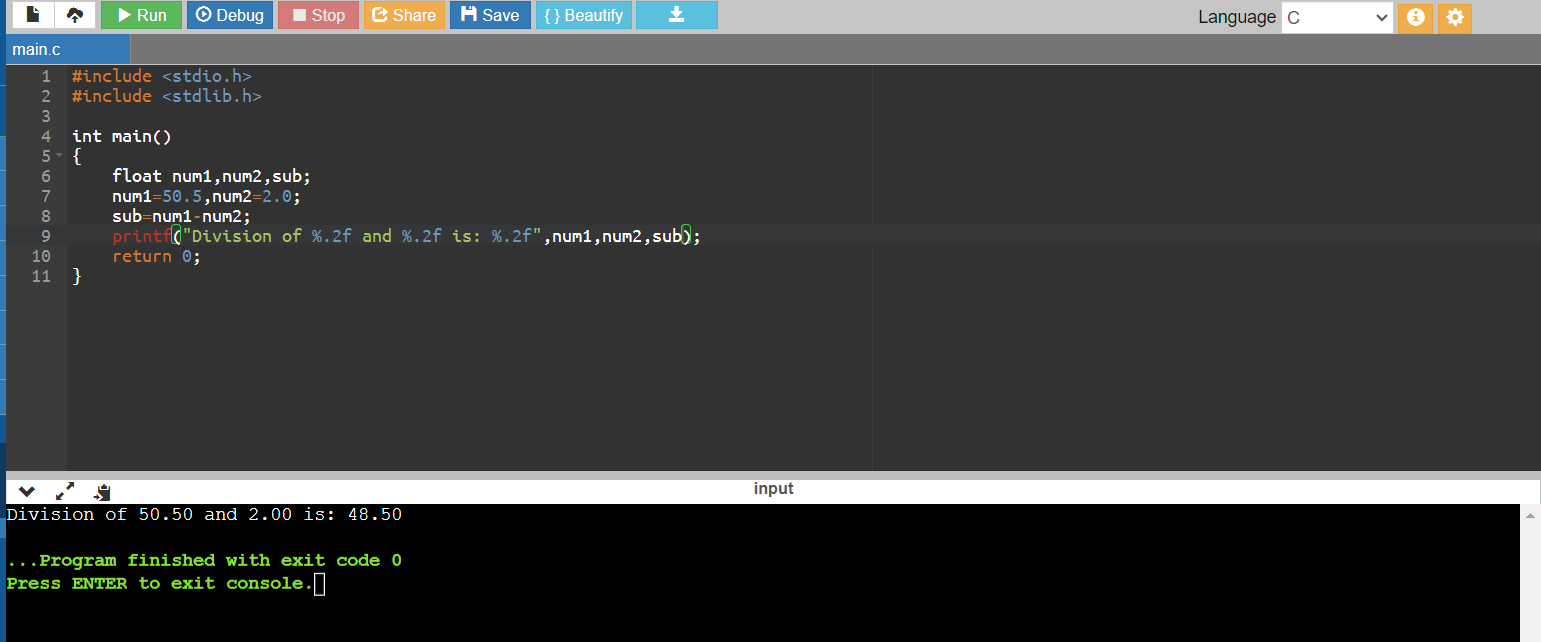 Run Debug Stop Share Save { } Beautify Language C
main.c
1 #include <stdio.h>
2 #include <stdlib.h>
3
4 int main()
5 {
6 float num1,num2,sub;
7 num1=50.5,num2=2.0;
8 sub=num1-num2;
9 printf("Division of %.2f and %.2f is: %.2f",num1,num2,sub);
10 return 0;
11 }
input
Division of 50.50 and 2.00 is: 48.50
...Program finished with exit code 0
Press ENTER to exit console.